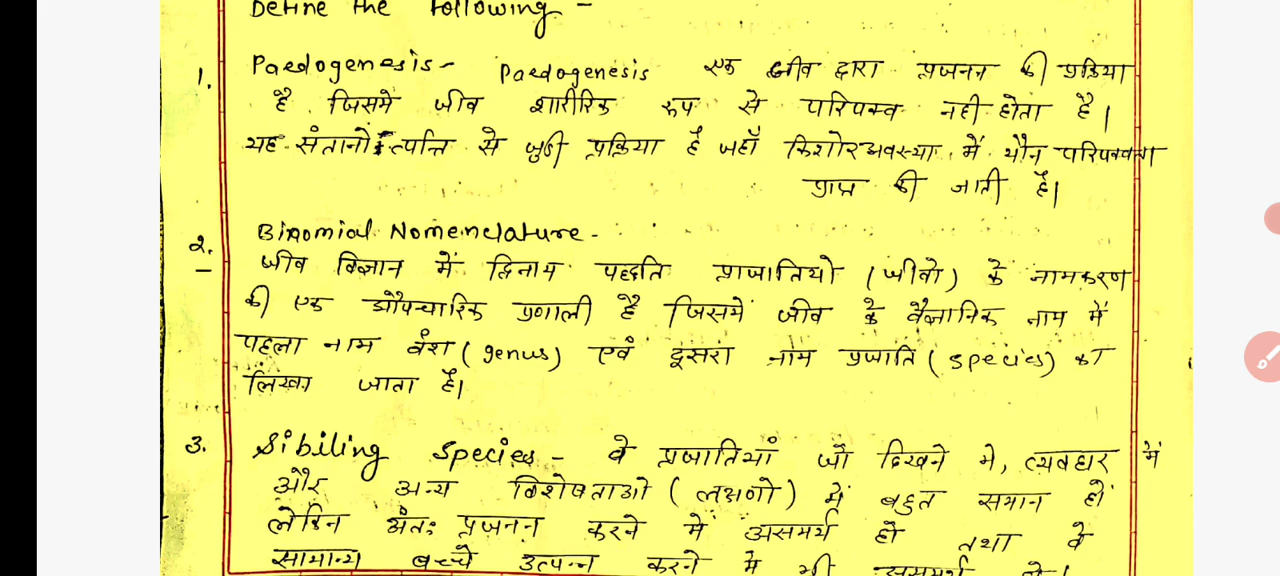 Define the following -
1. Paedogenesis - Paedogenesis एक जीव द्वारा प्रजनन की प्रक्रिया
है जिसमें जीव शारीरिक रूप से परिपक्व नही होता है।
यह संतानोत्पत्ति से जुड़ी प्रक्रिया है जहाँ किशोरअवस्था में यौन परिपक्वता
प्राप्त की जाती है।
2. Binomial Nomenclature -
जीव विज्ञान में द्विनाम पद्धति प्राजातियो (जीवो) के नामकरण
की एक औपचारिक प्रणाली है जिसमें जीव के वैज्ञानिक नाम में
पहला नाम वंश (genus) एवं दूसरा नाम प्रजाति (species) का
लिखा जाता है।
3. Sibiling Species - वे प्रजातियां जो दिखने मे, व्यवहार में
और अन्य विशेषताओ (लक्षणो) में बहुत समान हो
लेकिन अंतः प्रजनन करने में असमर्थ हो तथा वे
सामान्य बच्चे उत्पन्न करने मे भी असमर्थ हो।